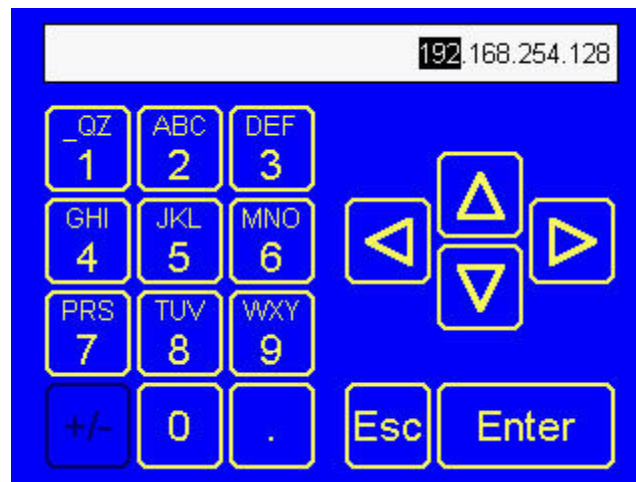 192.168.254.128
_QZ ABC DEF
1 2 3
GHI JKL MNO
4 5 6
PRS TUV WXY
7 8 9
+/- 0 . Esc Enter